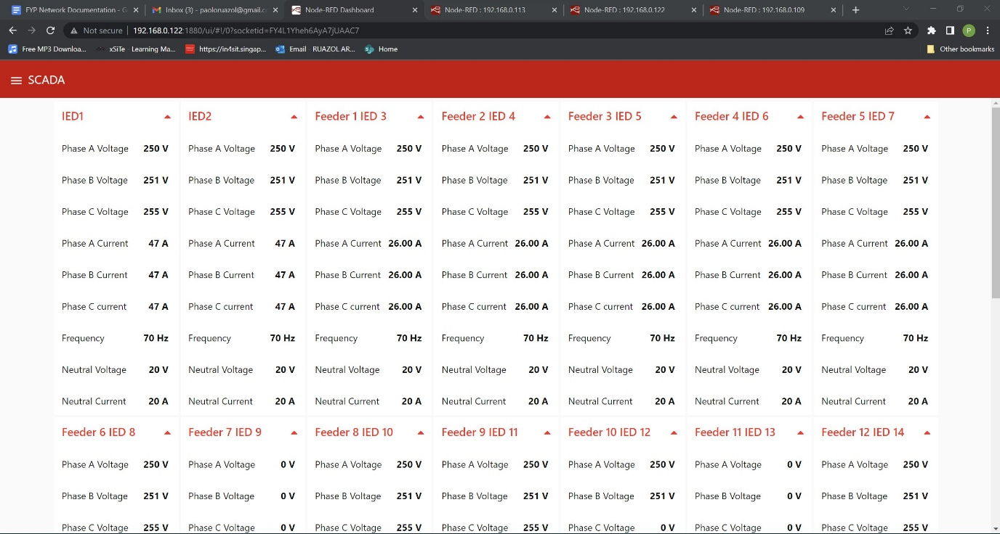 FYP Network Documentation - G
Inbox (3) - paoloruazol@gmail.c
Node-RED Dashboard
Node-RED : 192.168.0.113
Node-RED : 192.168.0.122
Node-RED : 192.168.0.109
Not secure 192.168.0.122:1880/ui/#!/0?socketid=FY4L1Yheh6AyA7jUAAC7
P
Free MP3 Downloa... xSiTe - Learning Ma... https://in4sit.singap... Email - RUAZOL AR... Home Other bookmarks
SCADA
IED1 IED2 Feeder 1 IED 3 Feeder 2 IED 4 Feeder 3 IED 5 Feeder 4 IED 6 Feeder 5 IED 7
Phase A Voltage 250 V Phase A Voltage 250 V Phase A Voltage 250 V Phase A Voltage 250 V Phase A Voltage 250 V Phase A Voltage 250 V Phase A Voltage 250 V
Phase B Voltage 251 V Phase B Voltage 251 V Phase B Voltage 251 V Phase B Voltage 251 V Phase B Voltage 251 V Phase B Voltage 251 V Phase B Voltage 251 V
Phase C Voltage 255 V Phase C Voltage 255 V Phase C Voltage 255 V Phase C Voltage 255 V Phase C Voltage 255 V Phase C Voltage 255 V Phase C Voltage 255 V
Phase A Current 47 A Phase A Current 47 A Phase A Current 26.00 A Phase A Current 26.00 A Phase A Current 26.00 A Phase A Current 26.00 A Phase A Current 26.00 A
Phase B Current 47 A Phase B Current 47 A Phase B Current 26.00 A Phase B Current 26.00 A Phase B Current 26.00 A Phase B Current 26.00 A Phase B Current 26.00 A
Phase C current 47 A Phase C current 47 A Phase C current 26.00 A Phase C current 26.00 A Phase C current 26.00 A Phase C current 26.00 A Phase C current 26.00 A
Frequency 70 Hz Frequency 70 Hz Frequency 70 Hz Frequency 70 Hz Frequency 70 Hz Frequency 70 Hz Frequency 70 Hz
Neutral Voltage 20 V Neutral Voltage 20 V Neutral Voltage 20 V Neutral Voltage 20 V Neutral Voltage 20 V Neutral Voltage 20 V Neutral Voltage 20 V
Neutral Current 20 A Neutral Current 20 A Neutral Current 20 A Neutral Current 20 A Neutral Current 20 A Neutral Current 20 A Neutral Current 20 A
Feeder 6 IED 8 Feeder 7 IED 9 Feeder 8 IED 10 Feeder 9 IED 11 Feeder 10 IED 12 Feeder 11 IED 13 Feeder 12 IED 14
Phase A Voltage 250 V Phase A Voltage 0 V Phase A Voltage 250 V Phase A Voltage 250 V Phase A Voltage 250 V Phase A Voltage 0 V Phase A Voltage 250 V
Phase B Voltage 251 V Phase B Voltage 0 V Phase B Voltage 251 V Phase B Voltage 251 V Phase B Voltage 251 V Phase B Voltage 0 V Phase B Voltage 251 V
Phase C Voltage 255 V Phase C Voltage 0 V Phase C Voltage 255 V Phase C Voltage 255 V Phase C Voltage 0 V Phase C Voltage 0 V Phase C Voltage 255 V